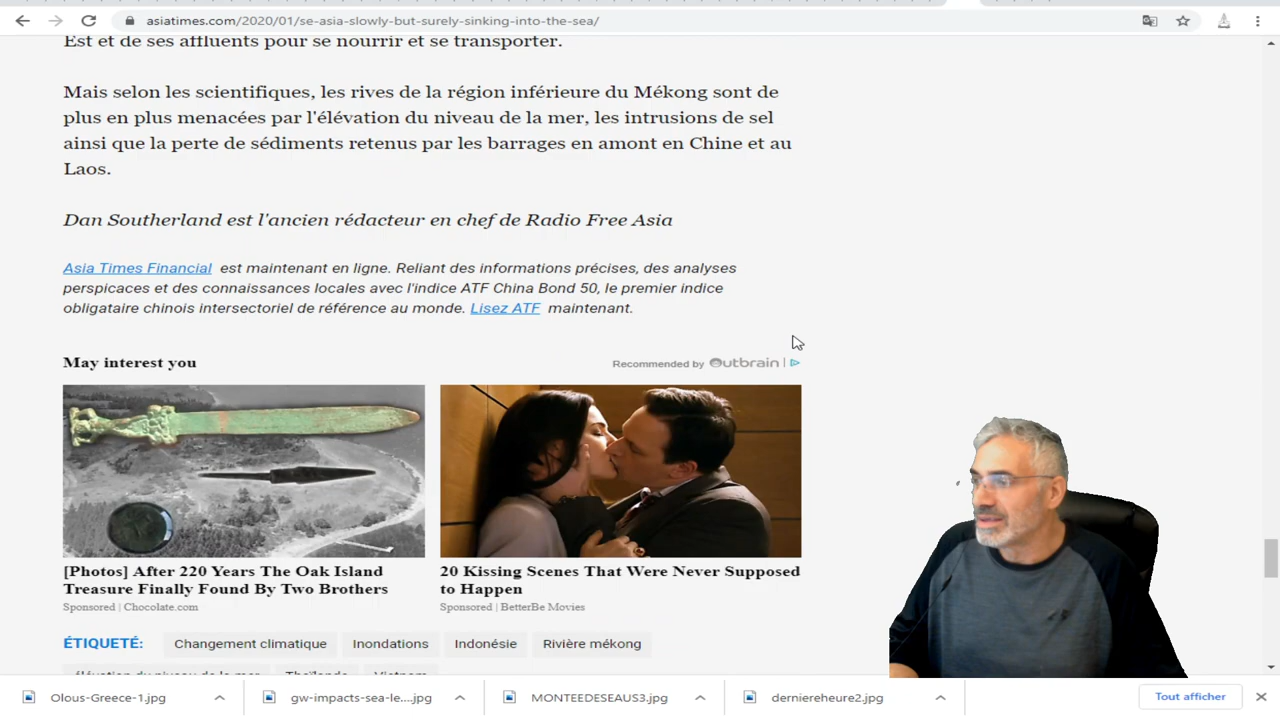 asiatimes.com/2020/01/se-asia-slowly-but-surely-sinking-into-the-sea/
Est et de ses affluents pour se nourrir et se transporter.
Mais selon les scientifiques, les rives de la région inférieure du Mékong sont de
plus en plus menacées par l'élévation du niveau de la mer, les intrusions de sel
ainsi que la perte de sédiments retenus par les barrages en amont en Chine et au
Laos.
Dan Southerland est l'ancien rédacteur en chef de Radio Free Asia
Asia Times Financial est maintenant en ligne. Reliant des informations précises, des analyses
perspicaces et des connaissances locales avec l'indice ATF China Bond 50, le premier indice
obligataire chinois intersectoriel de référence au monde. Lisez ATF maintenant.
May interest you
Recommended by Outbrain
[Photos] After 220 Years The Oak Island
Treasure Finally Found By Two Brothers
Sponsored | Chocolate.com
20 Kissing Scenes That Were Never Supposed
to Happen
Sponsored | BetterBe Movies
ÉTIQUETÉ: Changement climatique Inondations Indonésie Rivière mékong
élévation du niveau de la mer Thaïlande Vietnam
Olous-Greece-1.jpg gw-impacts-sea-le....jpg MONTEEDESEAUS3.jpg derniereheure2.jpg Tout afficher